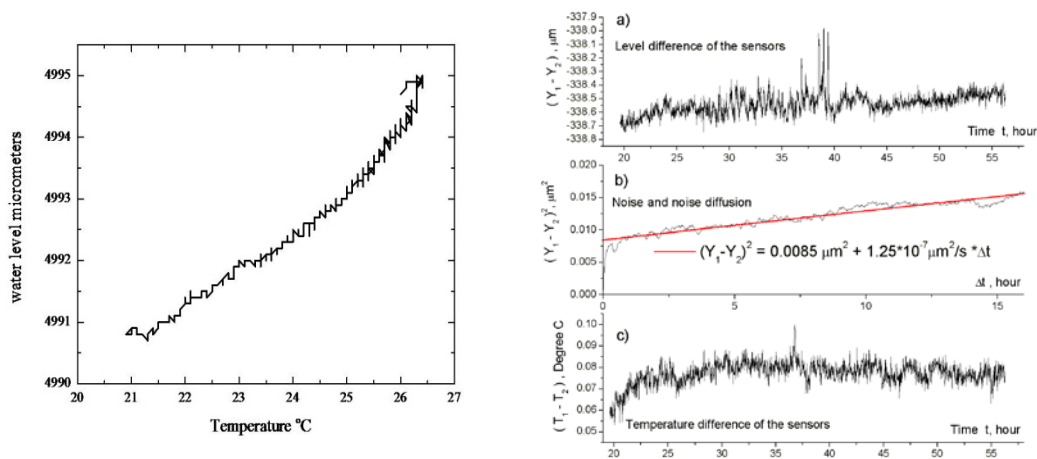 4995
4994
4993
4992
4991
4990
water level micrometers
20 21 22 23 24 25 26 27
Temperature °C
a)
-337.9
-338.0
-338.1
-338.2
-338.3
-338.4
-338.5
-338.6
-338.7
-338.8
(Y1 - Y2) , μm
Level difference of the sensors
Time t, hour
20 25 30 35 40 45 50 55
b)
0.020
0.015
0.010
0.005
0.000
(Y1 - Y2)², μm²
Noise and noise diffusion
(Y1-Y2)² = 0.0085 μm² + 1.25*10⁻⁷μm²/s *Δt
Δt , hour
0 5 10 15
c)
0.10
0.09
0.08
0.07
0.06
0.05
(T1 - T2), Degree C
Temperature difference of the sensors
Time t, hour
20 25 30 35 40 45 50 55